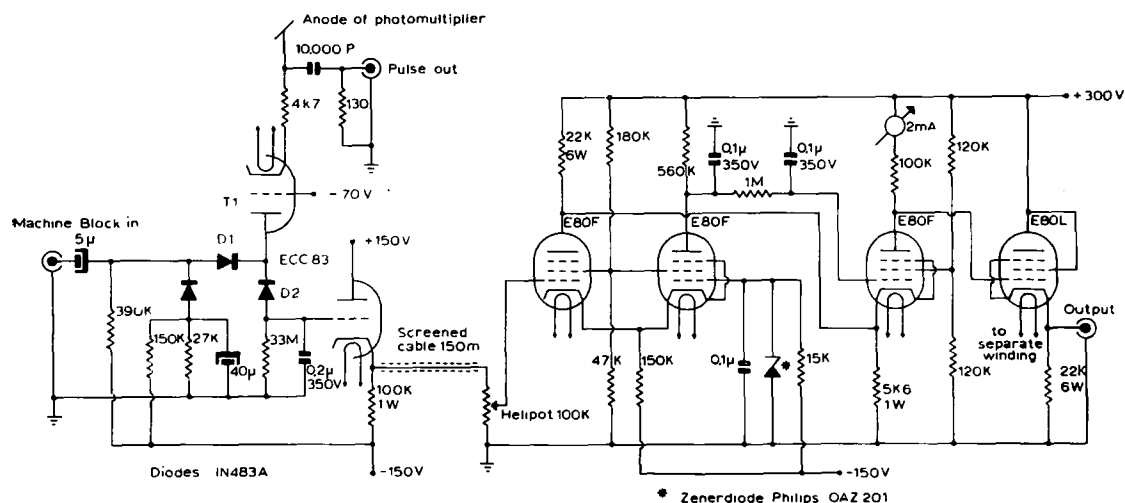 Anode of photomultiplier
10,000 P
Pulse out
4k7
130
+300V
22K
6W
180K
0,1µ
350V
0,1µ
350V
2mA
120K
560K
1M
100K
T1
-70V
Machine Block in
5µ
D1
ECC 83
+150V
E80F
E80F
E80F
E80L
D2
390K
150K
27K
40µ
33M
0,2µ
350V
Screened
cable 150m
100K
1W
Helipot 100K
47K
150K
0,1µ
*
15K
5K6
1W
120K
to
separate
winding
Output
22K
6W
-150V
-150V
Diodes IN483A
* Zenerdiode Philips OAZ 201